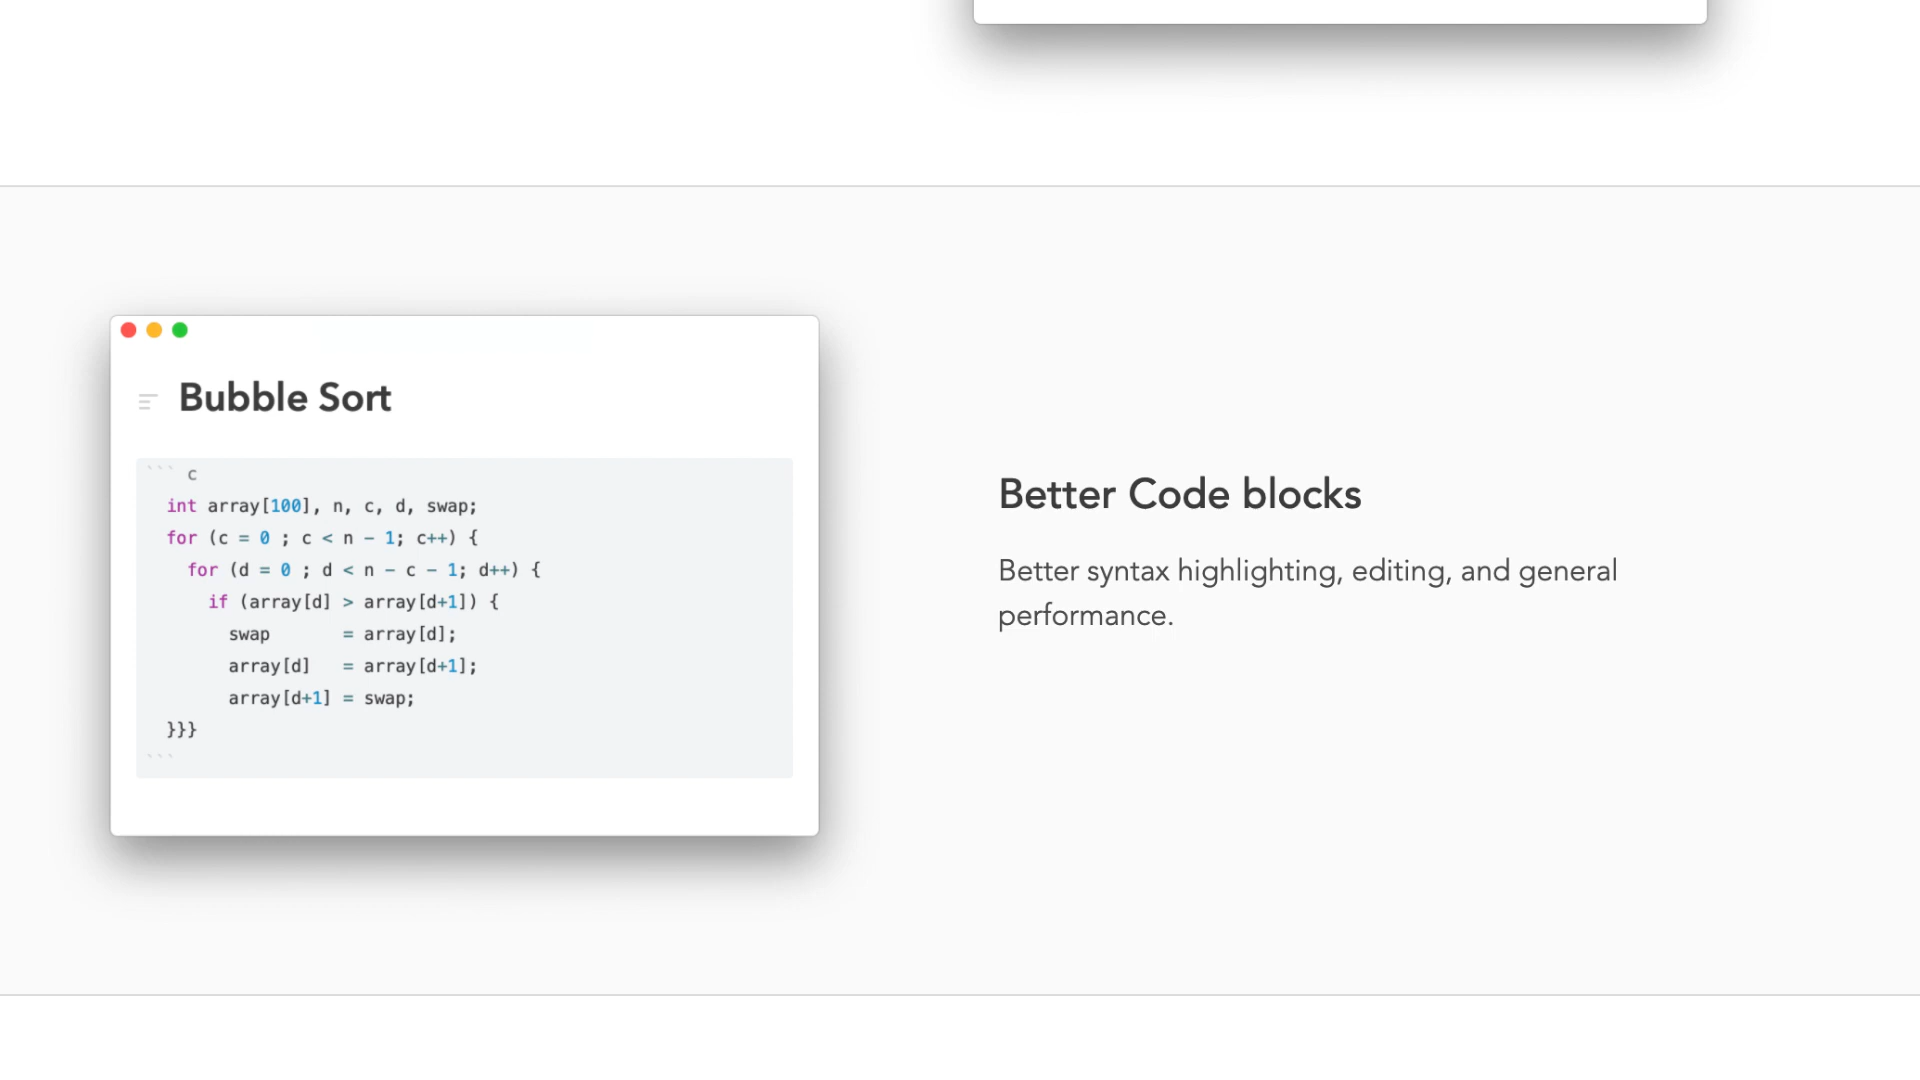 Bubble Sort
``` c
int array[100], n, c, d, swap;
for (c = 0 ; c < n - 1; c++) {
  for (d = 0 ; d < n - c - 1; d++) {
    if (array[d] > array[d+1]) {
      swap       = array[d];
      array[d]   = array[d+1];
      array[d+1] = swap;
}}}
```
Better Code blocks
Better syntax highlighting, editing, and general
performance.